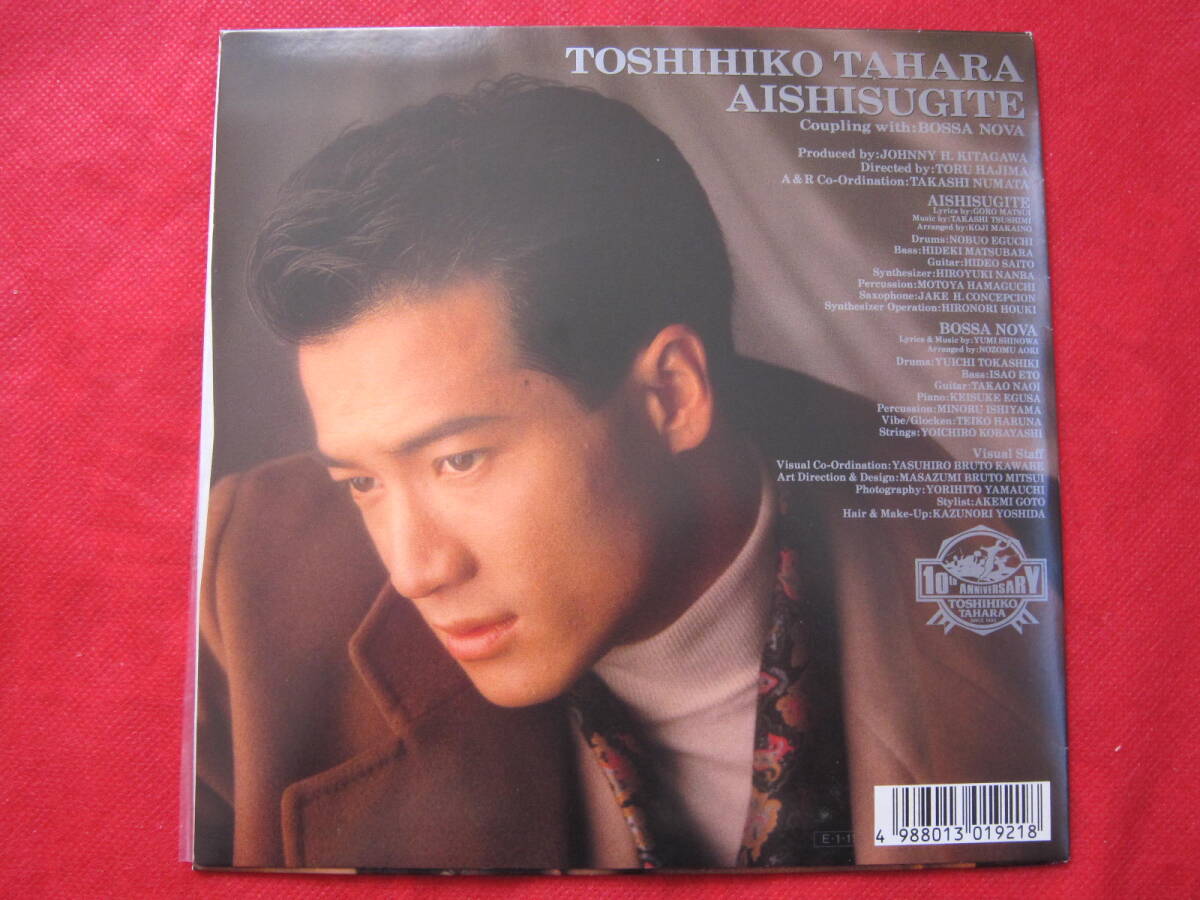 TOSHIHIKO TAHARA
AISHISUGITE
Coupling with:BOSSA NOVA
Produced by:JOHNNY H. KITAGAWA
Directed by:TORU HAJIMA
A & R Co-Ordination:TAKASHI NUMATA
AISHISUGITE
Lyrics by:GORO MATSUI
Music by:TAKASHI TSUSHIMI
Arranged by:KOJI MAKAINO
Drums:NOBUO EGUCHI
Bass:HIDEKI MATSUBARA
Guitar:HIDEO SAITO
Synthesizer:HIROYUKI NANBA
Percussion:MOTOYA HAMAGUCHI
Saxophone:JAKE H. CONCEPCION
Synthesizer Operation:HIRONORI HOUKI
BOSSA NOVA
Lyrics & Music by:YUMI SHINOWA
Arranged by:NOZOMU AOKI
Drums:YUICHI TOKASHIKI
Bass:ISAO ETO
Guitar:TAKAO NAOI
Piano:KEISUKE EGUSA
Percussion:MINORU ISHIYAMA
Vibe/Glocken:TEIKO HARUNA
Strings:YOICHIRO KOBAYASHI
Visual Staff
Visual Co-Ordination:YASUHIRO BRUTO KAWABE
Art Direction & Design:MASAZUMI BRUTO MITSUI
Photography:YORIHITO YAMAUCHI
Stylist:AKEMI GOTO
Hair & Make-Up:KAZUNORI YOSHIDA
10th ANNIVERSARY
TOSHIHIKO
TAHARA
E-1-1
4 988013 019218